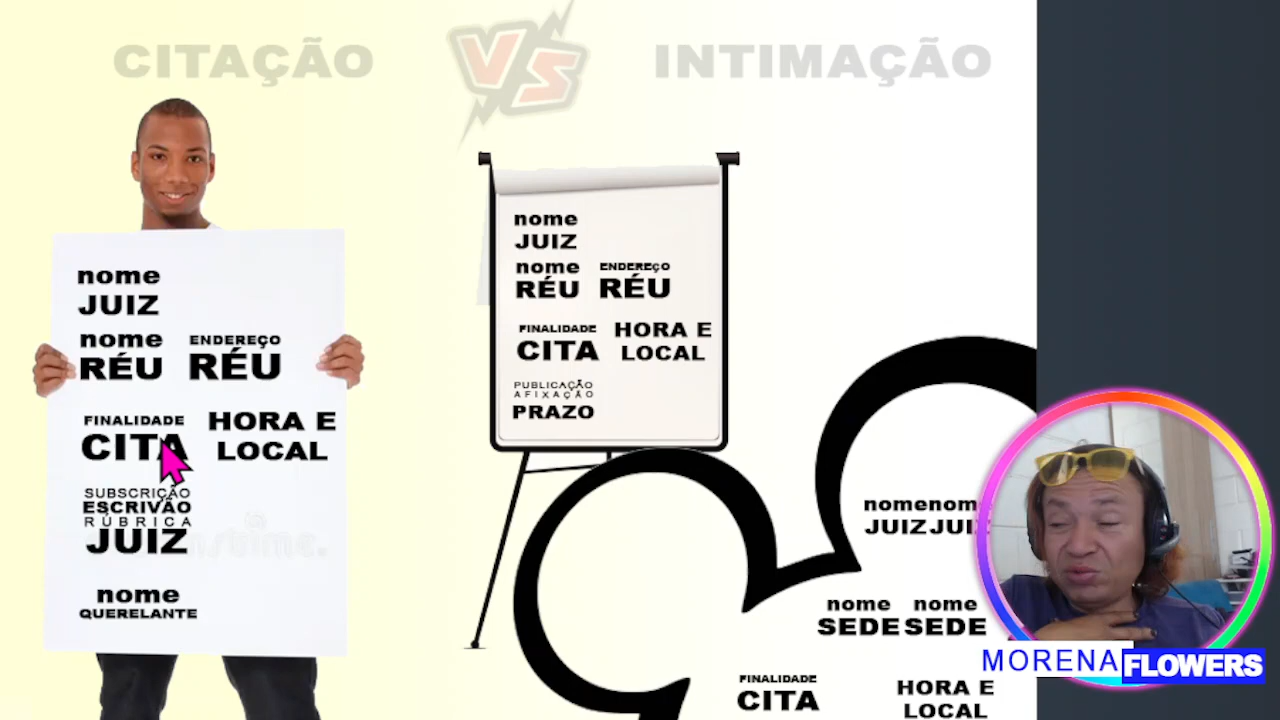 CITAÇÃO VS INTIMAÇÃO
nome
JUIZ
nome ENDEREÇO
RÉU RÉU
FINALIDADE HORA E
CITA LOCAL
SUBSCRIÇÃO
ESCRIVÃO
RÚBRICA
JUIZ
nome
QUERELANTE
nome
JUIZ
nome ENDEREÇO
RÉU RÉU
FINALIDADE HORA E
CITA LOCAL
PUBLICAÇÃO
AFIXAÇÃO
PRAZO
nomenom
JUIZJUIZ
nome nome
SEDE SEDE
FINALIDADE HORA E
CITA LOCAL
MORENA FLOWERS